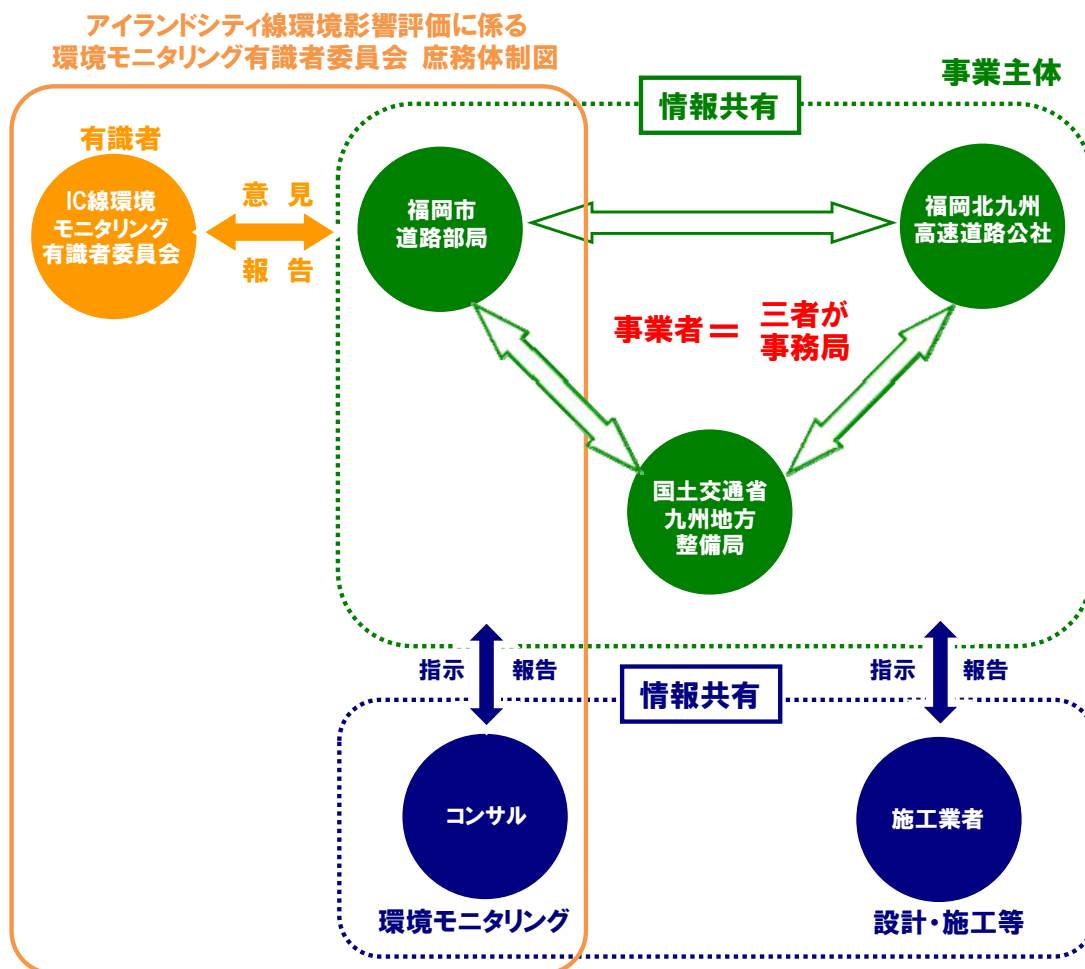 アイランドシティ線環境影響評価に係る
環境モニタリング有識者委員会 庶務体制図
事業主体
情報共有
有識者
IC線環境
モニタリング
有識者委員会
意 見
報 告
福岡市
道路部局
福岡北九州
高速道路公社
事業者＝ 三者が
事務局
国土交通省
九州地方
整備局
指示 報告
指示 報告
情報共有
コンサル
施工業者
環境モニタリング
設計・施工等